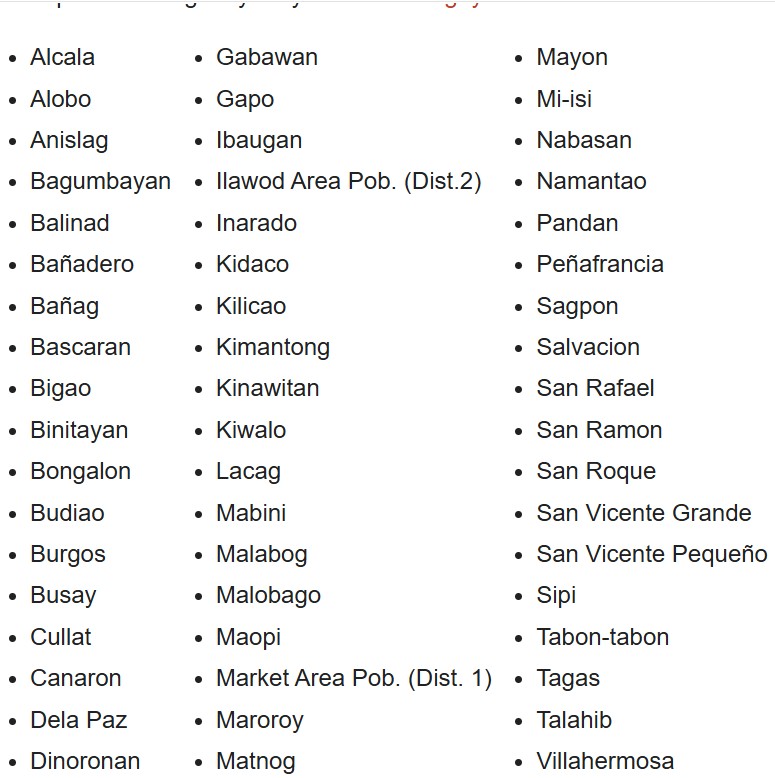 Alcala
Alobo
Anislag
Bagumbayan
Balinad
Bañadero
Bañag
Bascaran
Bigao
Binitayan
Bongalon
Budiao
Burgos
Busay
Cullat
Canaron
Dela Paz
Dinoronan
Gabawan
Gapo
Ibaugan
Ilawod Area Pob. (Dist.2)
Inarado
Kidaco
Kilicao
Kimantong
Kinawitan
Kiwalo
Lacag
Mabini
Malabog
Malobago
Maopi
Market Area Pob. (Dist. 1)
Maroroy
Matnog
Mayon
Mi-isi
Nabasan
Namantao
Pandan
Peñafrancia
Sagpon
Salvacion
San Rafael
San Ramon
San Roque
San Vicente Grande
San Vicente Pequeño
Sipi
Tabon-tabon
Tagas
Talahib
Villahermosa